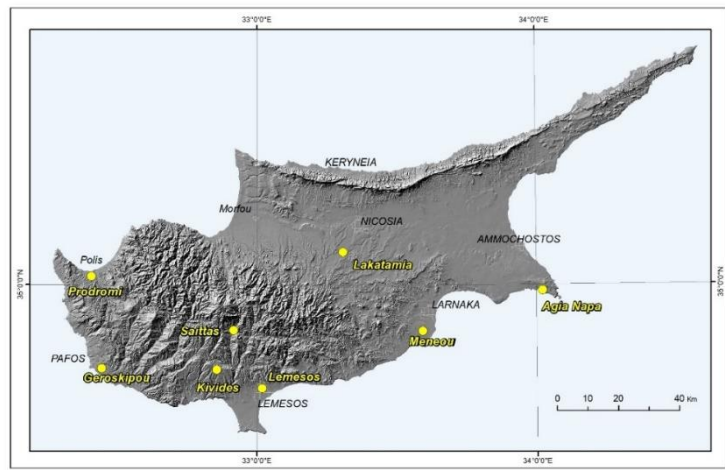 33°0'0"E
34°0'0"E
KERYNEIA
Morfou
NICOSIA
AMMOCHOSTOS
Polis
Lakatamia
35°0'0"N
35°0'0"N
Prodromi
LARNAKA
Agia Napa
Saittas
Meneou
PAFOS
Geroskipou
Kivides
Lemesos
LEMESOS
0 10 20 40 Km
33°0'0"E
34°0'0"E